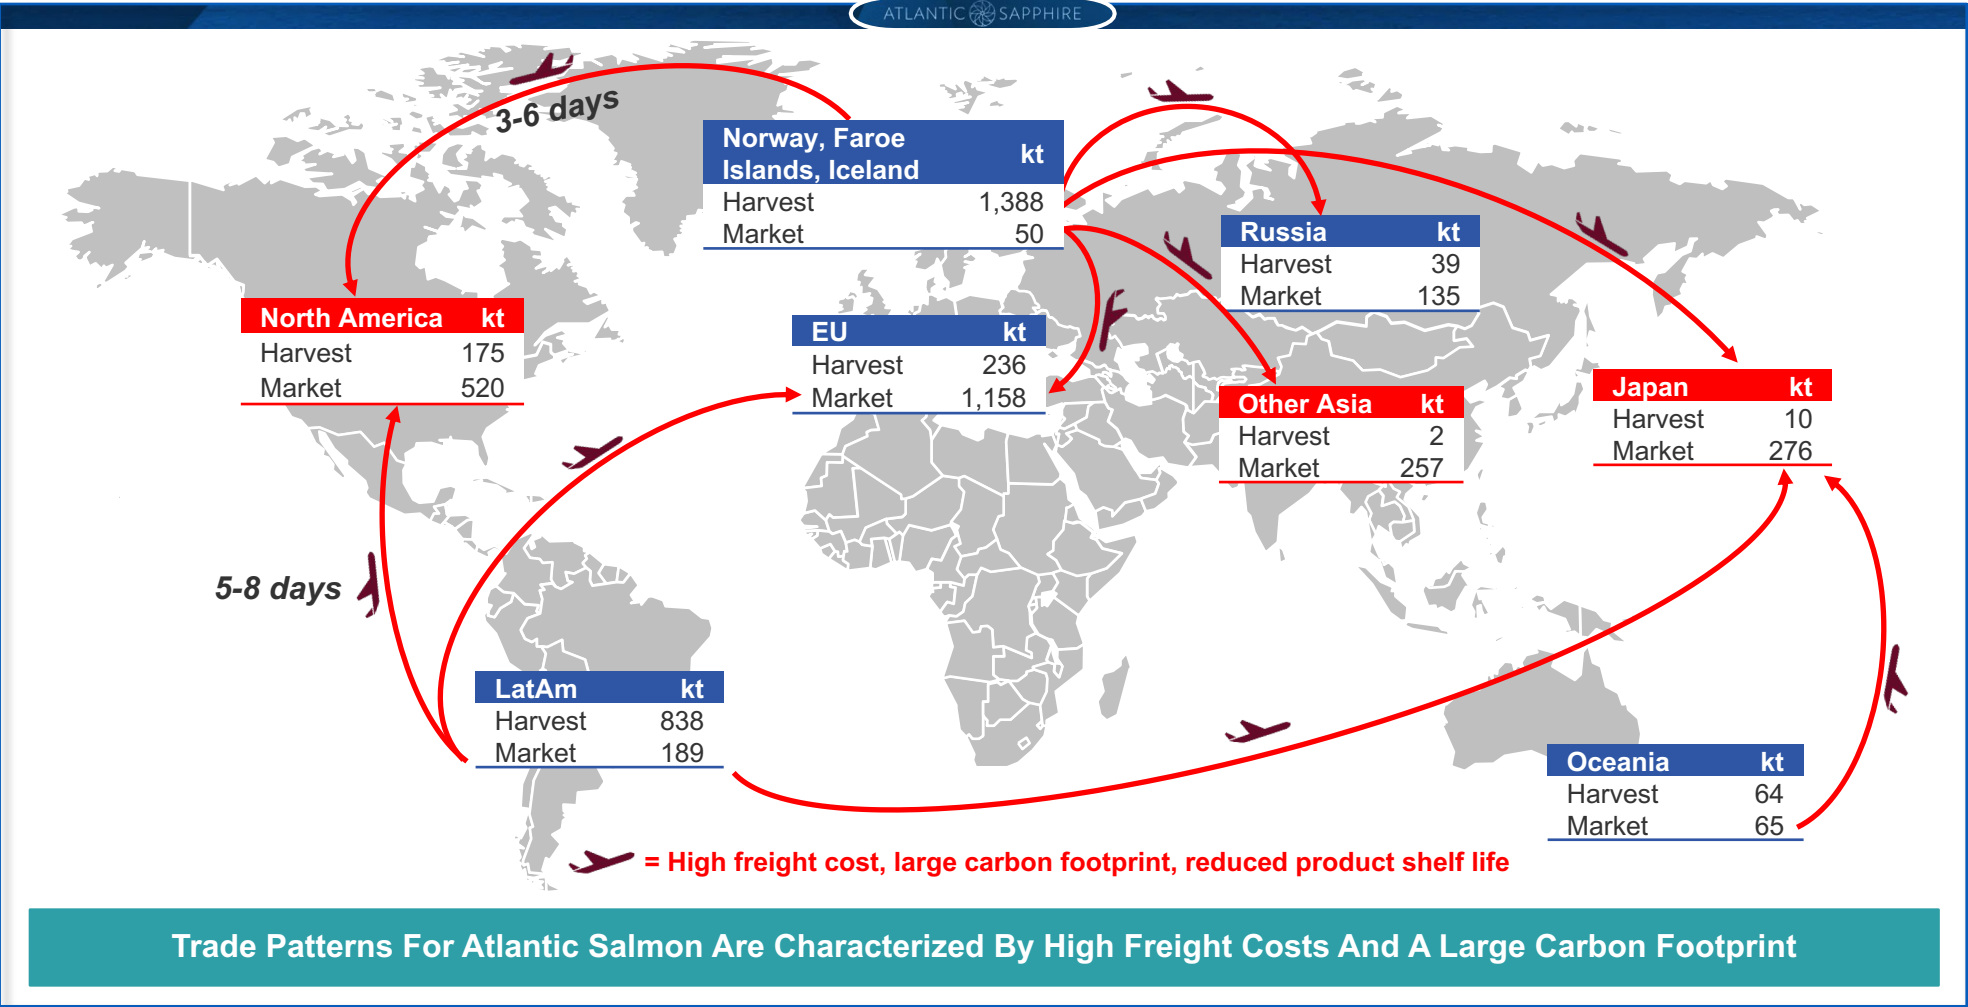 ATLANTIC SAPPHIRE
3-6 days
Norway, Faroe Islands, Iceland kt
Harvest 1,388
Market 50
Russia kt
Harvest 39
Market 135
North America kt
Harvest 175
Market 520
EU kt
Harvest 236
Market 1,158
Other Asia kt
Harvest 2
Market 257
Japan kt
Harvest 10
Market 276
5-8 days
LatAm kt
Harvest 838
Market 189
Oceania kt
Harvest 64
Market 65
= High freight cost, large carbon footprint, reduced product shelf life
Trade Patterns For Atlantic Salmon Are Characterized By High Freight Costs And A Large Carbon Footprint